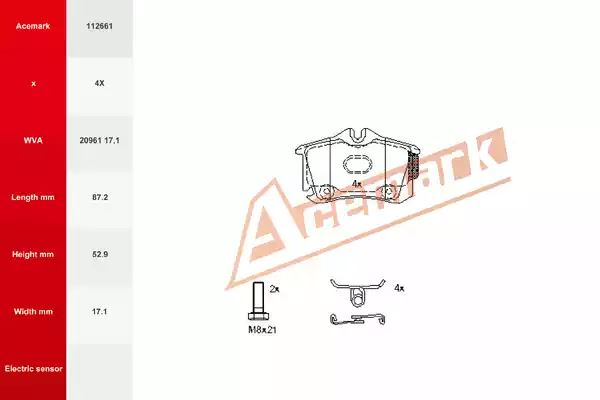 Acemark 112661
x 4X
WVA 20961 17.1
Length mm 87.2
Height mm 52.9
Width mm 17.1
Electric sensor
4x
Acemark
2x
M8x21
4x